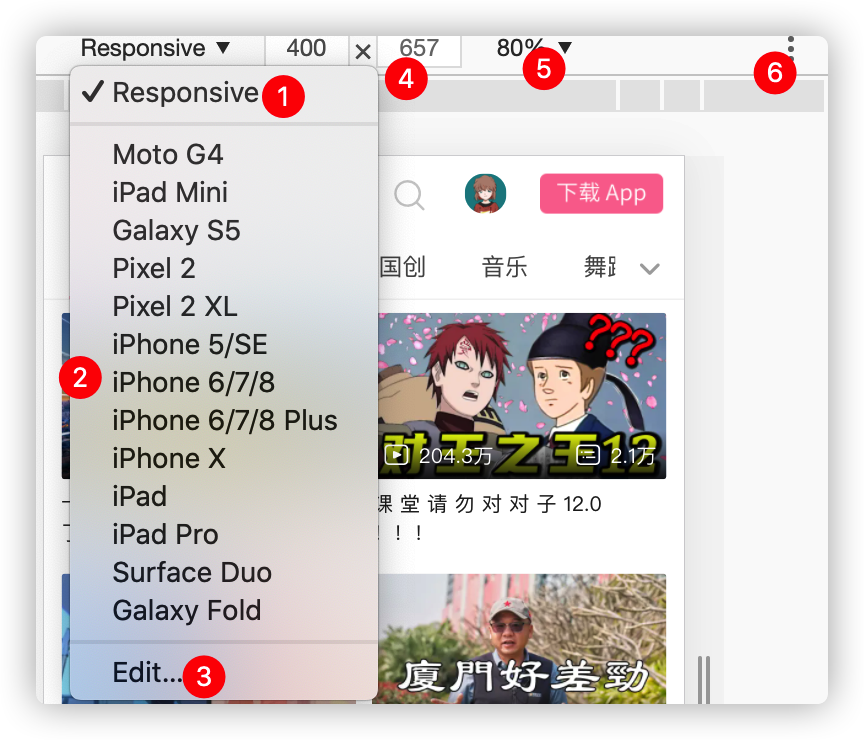 Responsive ▼ 400 × 657 80% ▼
4
5
6
✓ Responsive 1
Moto G4
iPad Mini
Galaxy S5
Pixel 2
Pixel 2 XL
iPhone 5/SE
2 iPhone 6/7/8
iPhone 6/7/8 Plus
iPhone X
iPad
iPad Pro
Surface Duo
Galaxy Fold
Edit... 3
下载 App
国创 音乐
???
对王之王12
204.3万 2.1万
课堂请勿对对子12.0
!!!
廈門好差勁